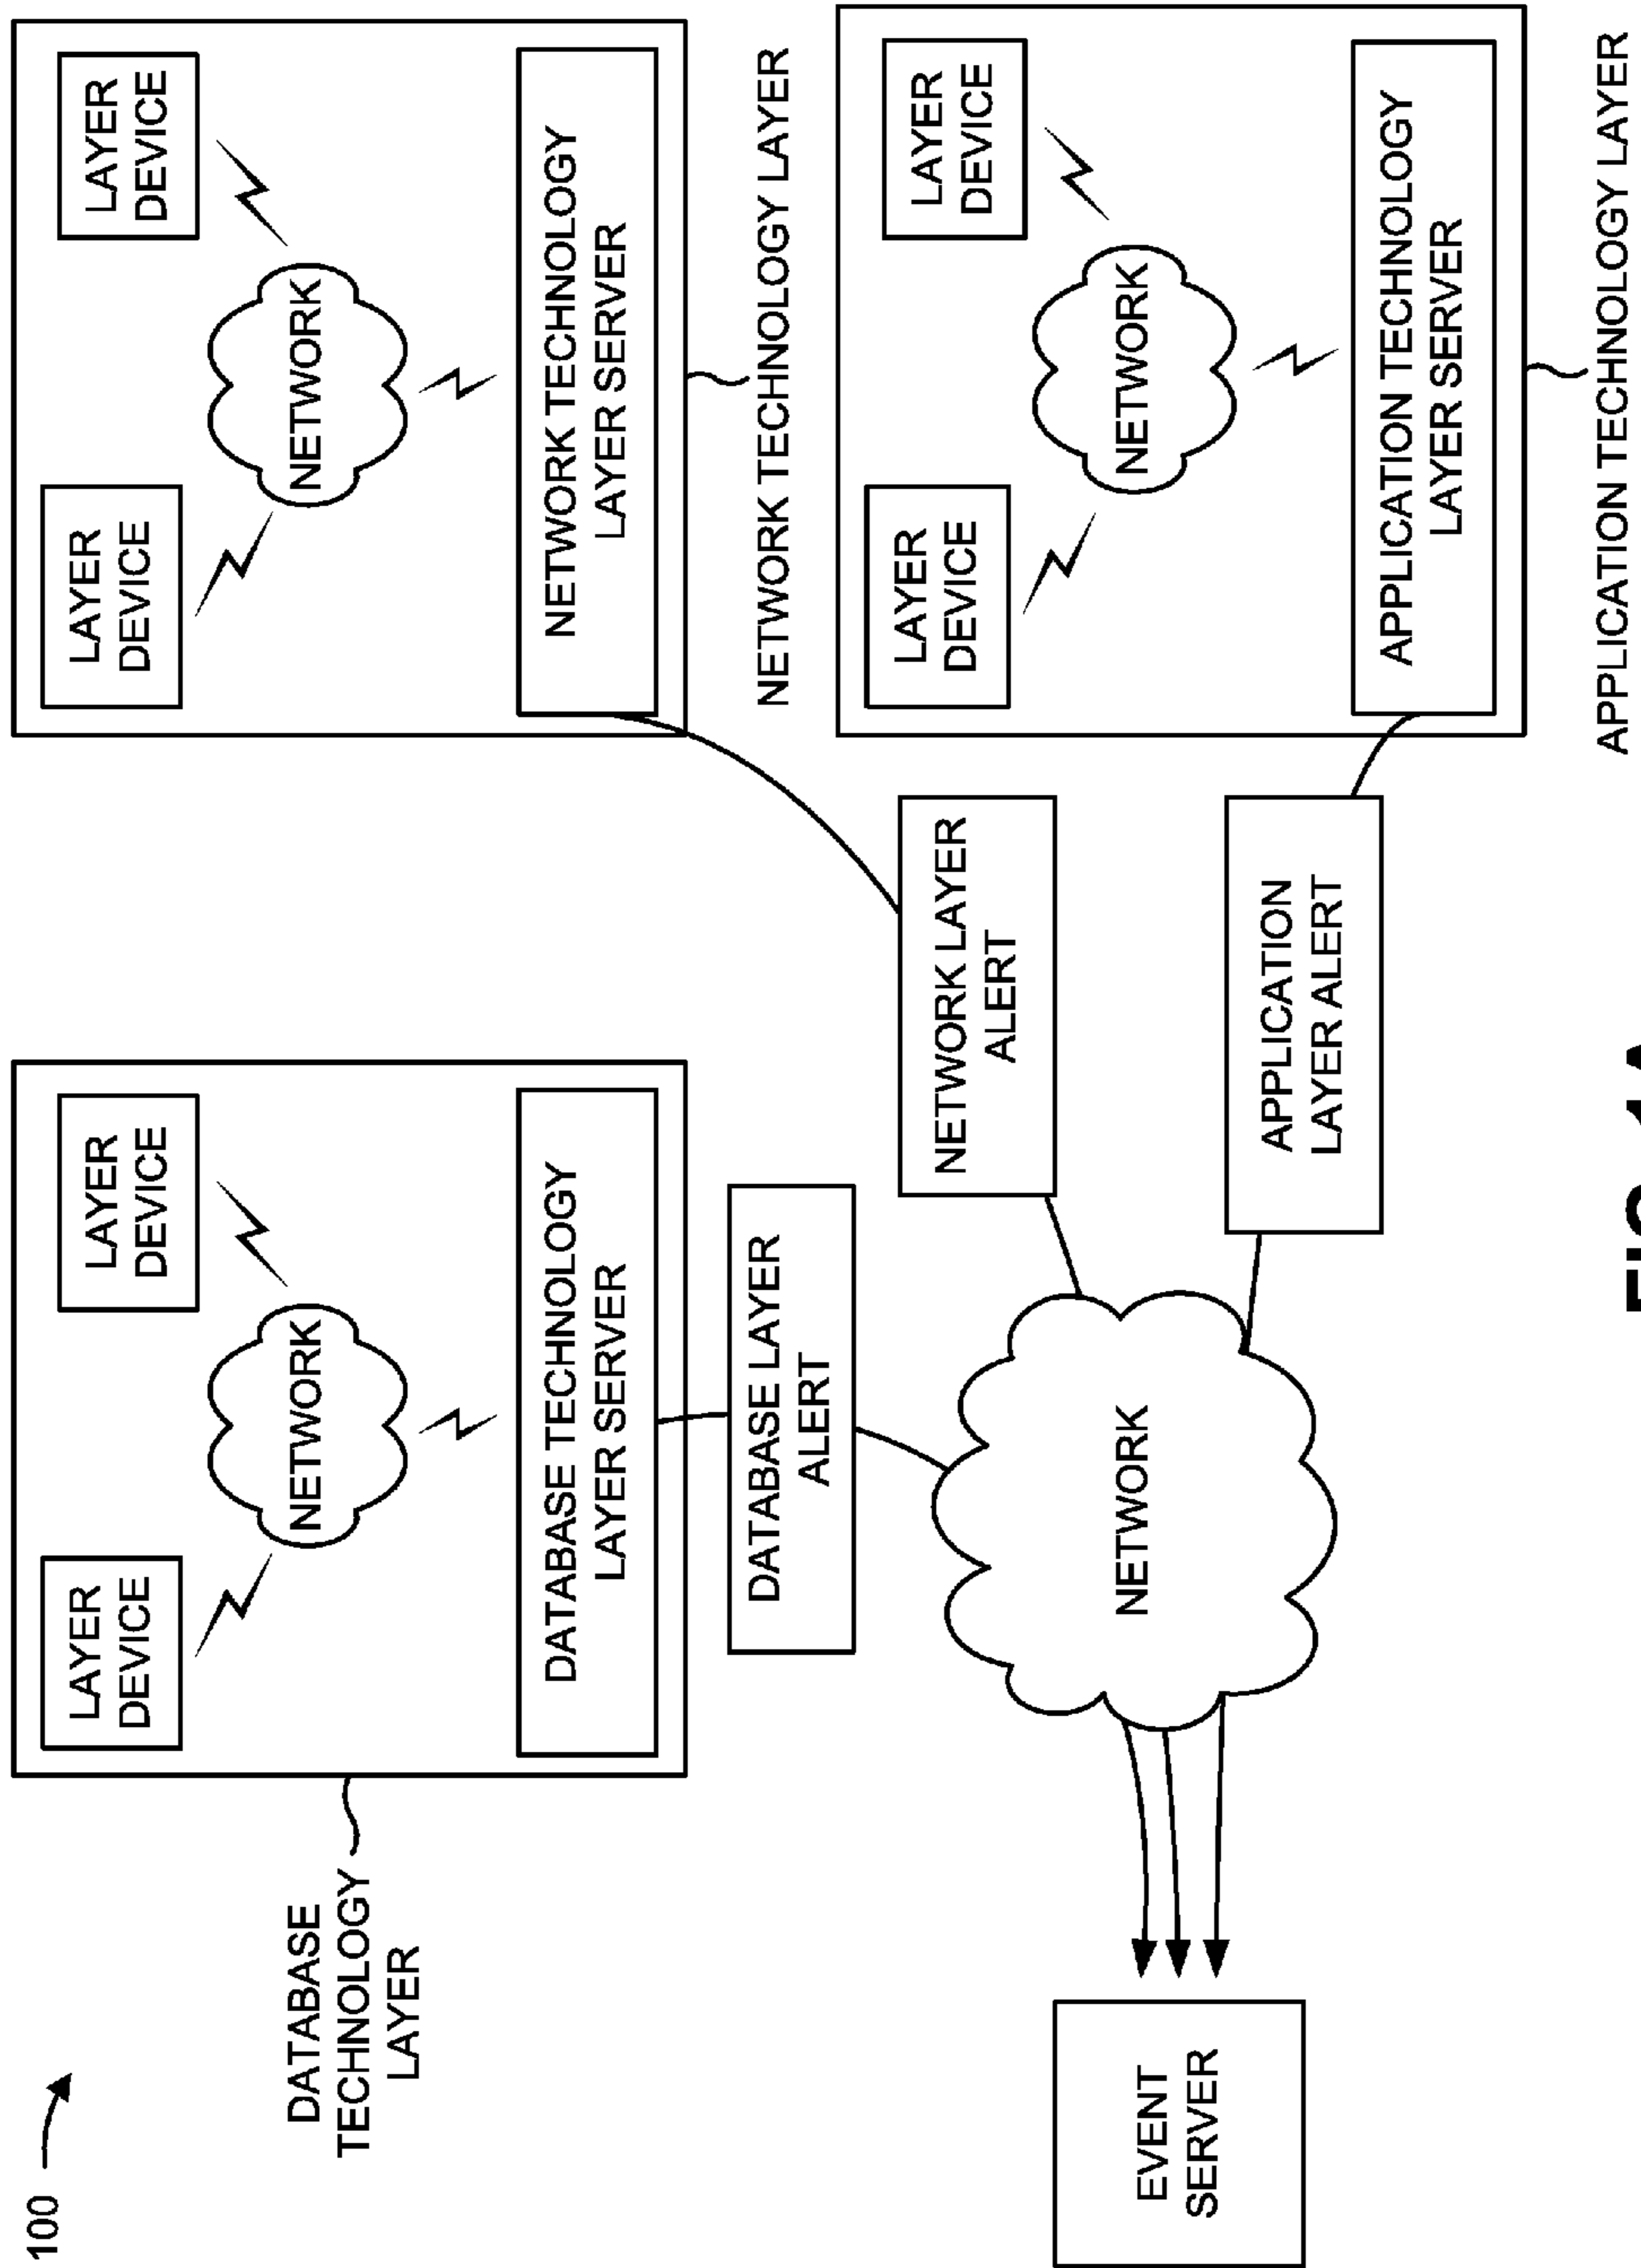 100
LAYER
DEVICE
LAYER
DEVICE
NETWORK
DATABASE TECHNOLOGY
LAYER SERVER
DATABASE
TECHNOLOGY
LAYER
LAYER
DEVICE
LAYER
DEVICE
NETWORK
NETWORK TECHNOLOGY
LAYER SERVER
NETWORK TECHNOLOGY LAYER
DATABASE LAYER
ALERT
NETWORK LAYER
ALERT
LAYER
DEVICE
LAYER
DEVICE
NETWORK
APPLICATION TECHNOLOGY
LAYER SERVER
APPLICATION TECHNOLOGY LAYER
EVENT
SERVER
NETWORK
APPLICATION
LAYER ALERT
FIG. 1A